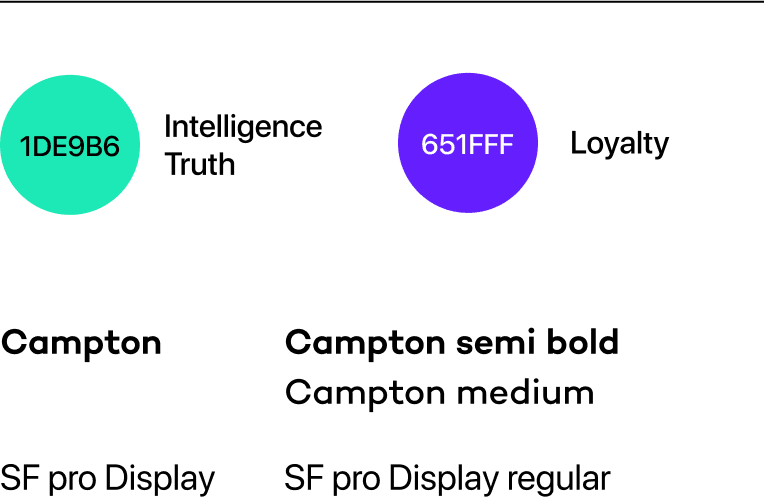 1DE9B6
Intelligence
Truth
651FFF
Loyalty
Campton
Campton semi bold
Campton medium
SF pro Display
SF pro Display regular